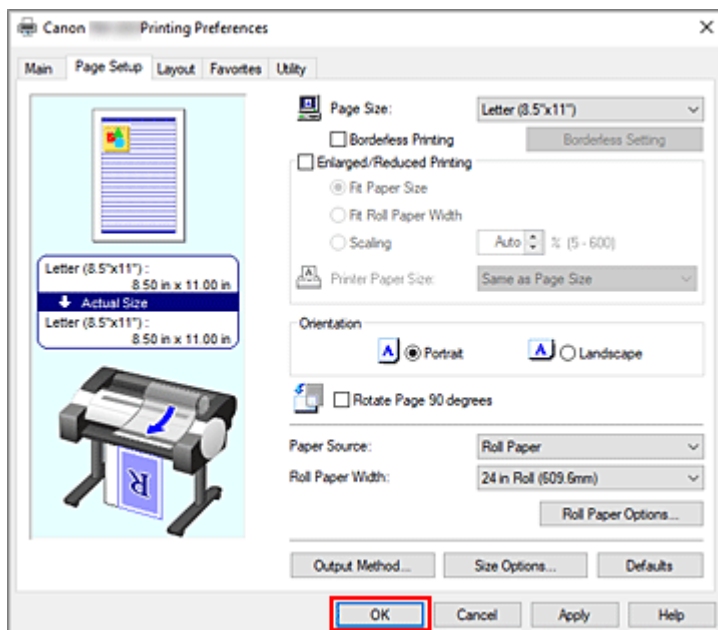 Canon Printing Preferences
Main Page Setup Layout Favorites Utility
Page Size: Letter (8.5"x11")
Borderless Printing Borderless Setting
Enlarged/Reduced Printing
Fit Paper Size
Fit Roll Paper Width
Scaling Auto % (5 - 600)
Printer Paper Size: Same as Page Size
Letter (8.5"x11") :
8.50 in x 11.00 in
Actual Size
Letter (8.5"x11") :
8.50 in x 11.00 in
Orientation
A Portrait A Landscape
Rotate Page 90 degrees
Paper Source: Roll Paper
Roll Paper Width: 24 in Roll (609.6mm)
Roll Paper Options...
R
Output Method... Size Options... Defaults
OK Cancel Apply Help